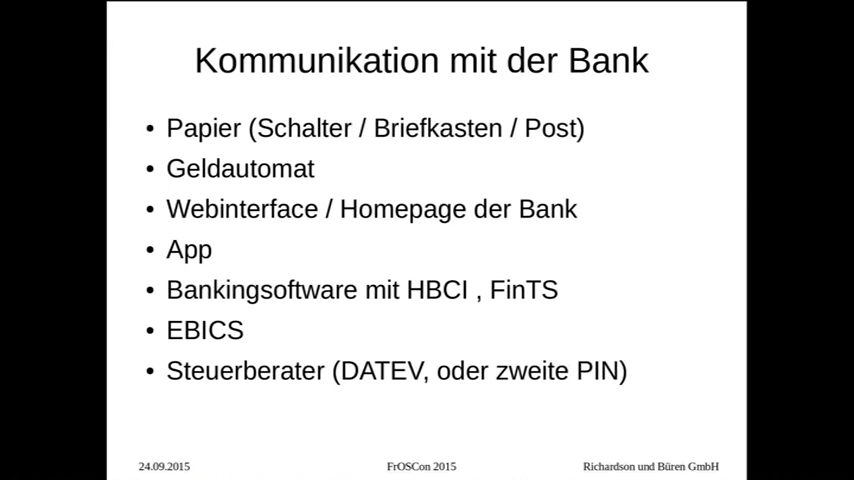 Kommunikation mit der Bank
• Papier (Schalter / Briefkasten / Post)
• Geldautomat
• Webinterface / Homepage der Bank
• App
• Bankingsoftware mit HBCI , FinTS
• EBICS
• Steuerberater (DATEV, oder zweite PIN)
24.09.2015 FrOSCon 2015 Richardson und Büren GmbH